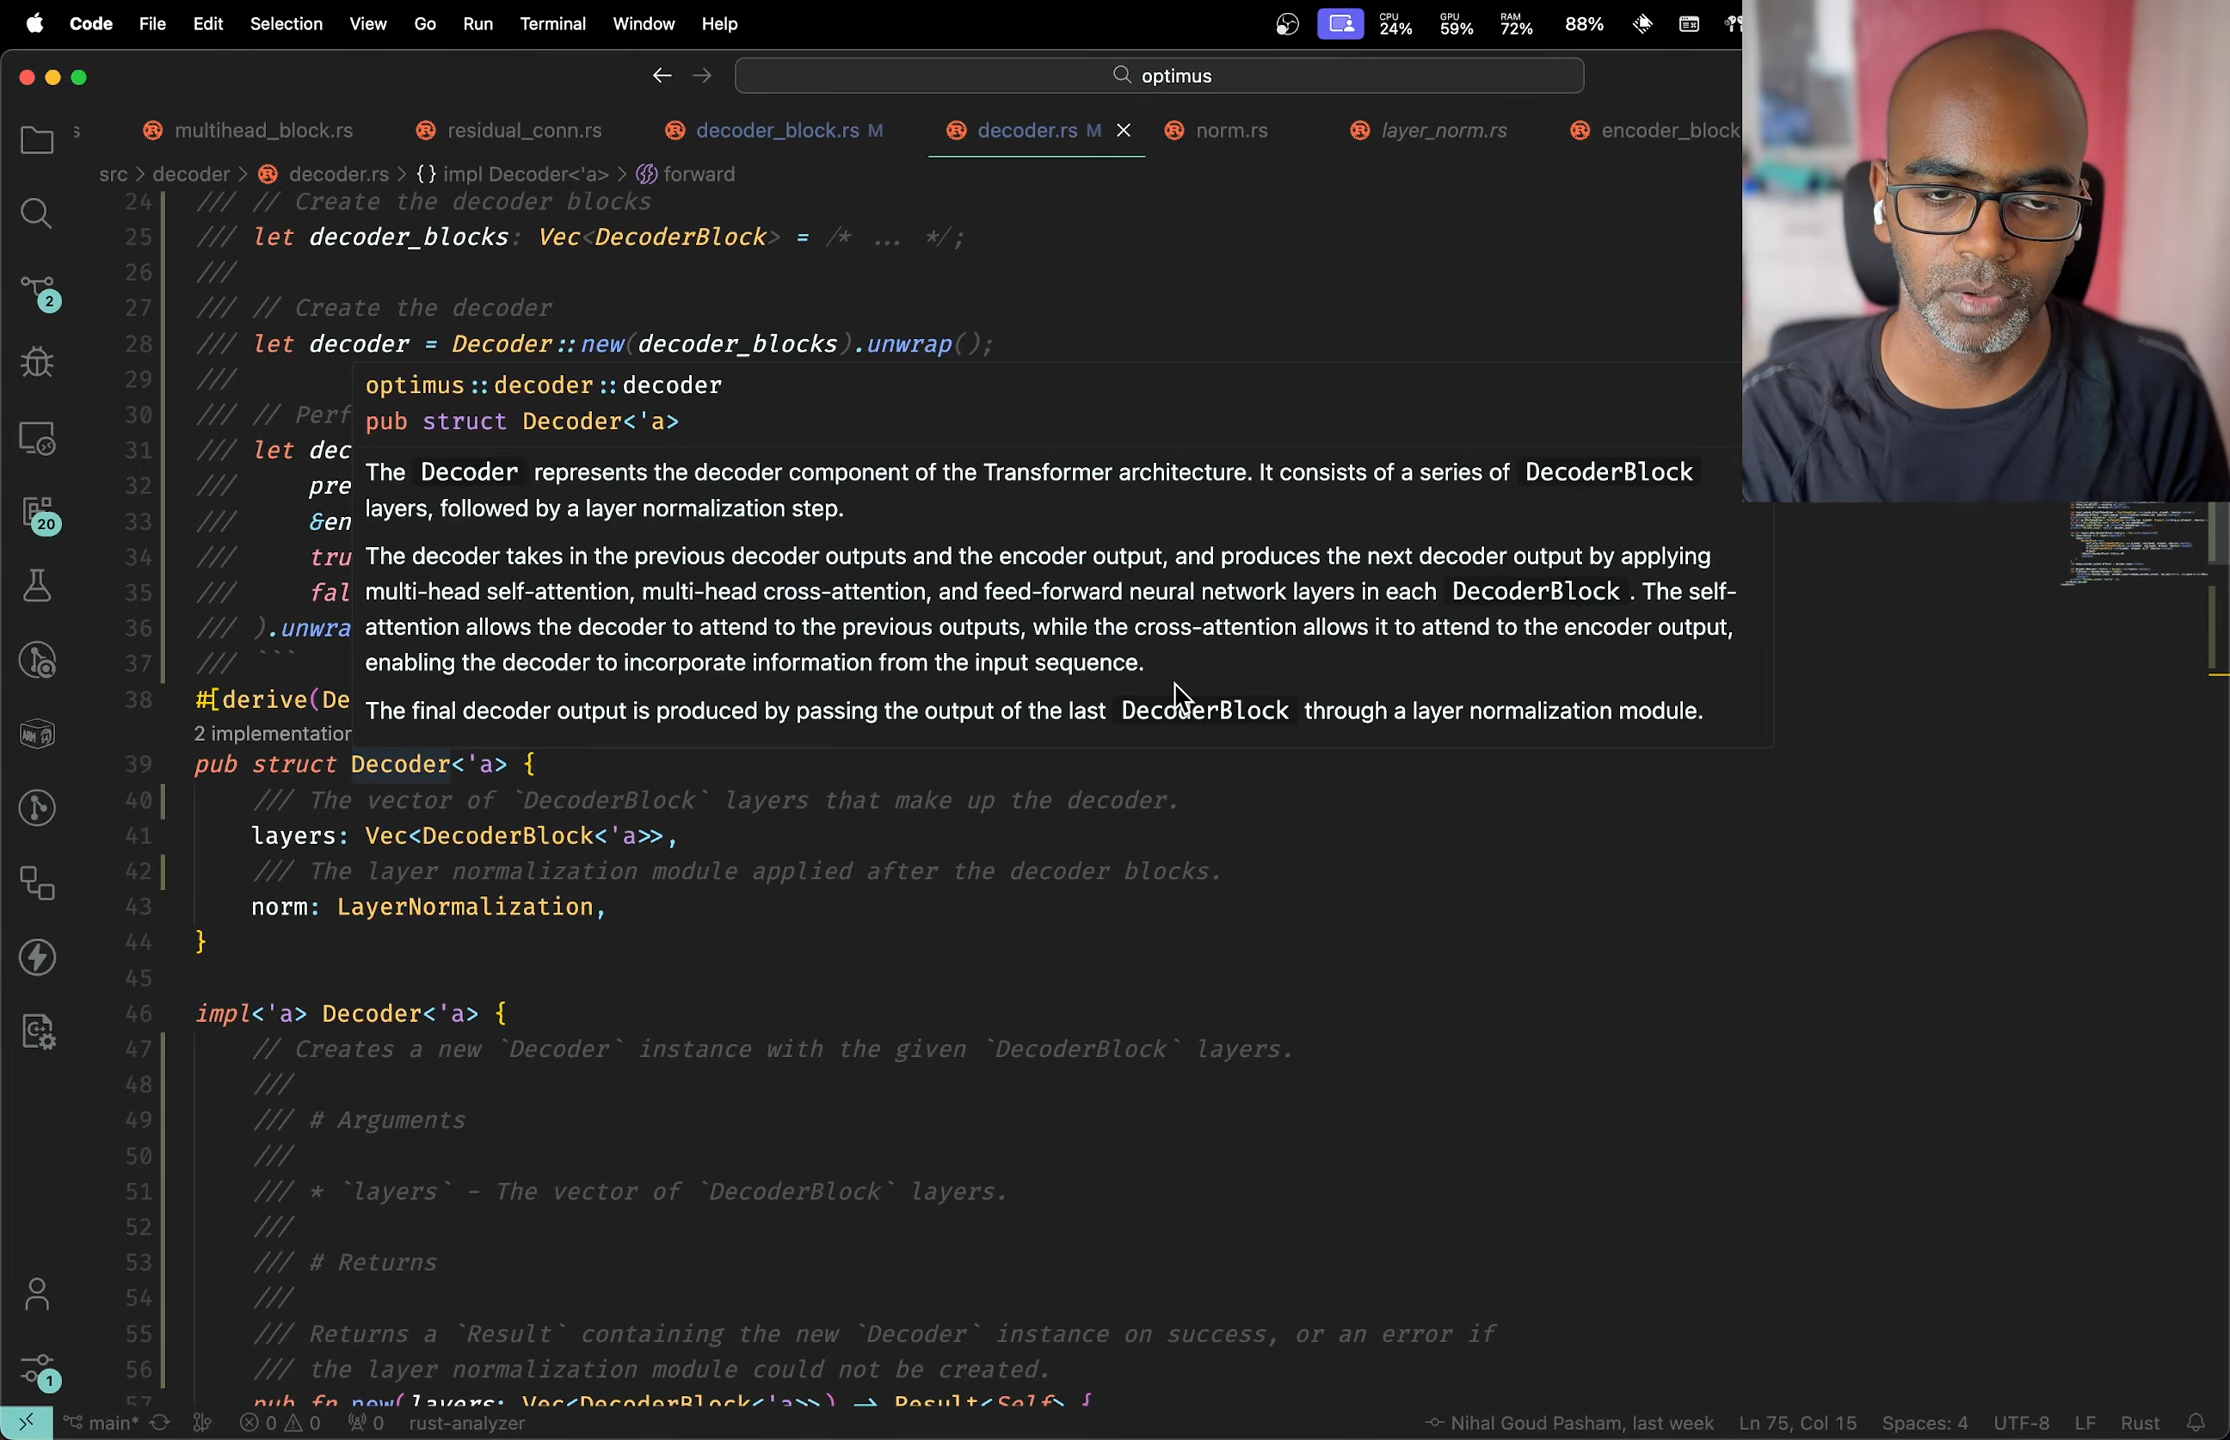 Code File Edit Selection View Go Run Terminal Window Help
CPU 24% GPU 59% RAM 72% 88%
optimus
s multihead_block.rs residual_conn.rs decoder_block.rs M decoder.rs M norm.rs layer_norm.rs encoder_block
src > decoder > decoder.rs > {} impl Decoder<'a> > forward
24 /// // Create the decoder blocks
25 /// let decoder_blocks: Vec<DecoderBlock> = /* ... */;
26 ///
27 /// // Create the decoder
28 /// let decoder = Decoder::new(decoder_blocks).unwrap();
29 ///
optimus::decoder::decoder
30 /// // Perf
pub struct Decoder<'a>
31 /// let dec
The Decoder represents the decoder component of the Transformer architecture. It consists of a series of DecoderBlock
32 /// pre
layers, followed by a layer normalization step.
33 /// &en
The decoder takes in the previous decoder outputs and the encoder output, and produces the next decoder output by applying
34 /// tru
multi-head self-attention, multi-head cross-attention, and feed-forward neural network layers in each DecoderBlock . The self-
35 /// fal
attention allows the decoder to attend to the previous outputs, while the cross-attention allows it to attend to the encoder output,
36 /// ).unwra
enabling the decoder to incorporate information from the input sequence.
37 /// ```
The final decoder output is produced by passing the output of the last DecoderBlock through a layer normalization module.
38 #[derive(De
2 implementation
39 pub struct Decoder<'a> {
40 /// The vector of `DecoderBlock` layers that make up the decoder.
41 layers: Vec<DecoderBlock<'a>>,
42 /// The layer normalization module applied after the decoder blocks.
43 norm: LayerNormalization,
44 }
45
46 impl<'a> Decoder<'a> {
47 // Creates a new `Decoder` instance with the given `DecoderBlock` layers.
48 ///
49 /// # Arguments
50 ///
51 /// * `layers` - The vector of `DecoderBlock` layers.
52 ///
53 /// # Returns
54 ///
55 /// Returns a `Result` containing the new `Decoder` instance on success, or an error if
56 /// the layer normalization module could not be created.
57 pub fn new(layers: Vec<DecoderBlock<'a>>) -> Result<Self> {
2
20
1
main* 0 0 0 rust-analyzer Nihal Goud Pasham, last week Ln 75, Col 15 Spaces: 4 UTF-8 LF Rust